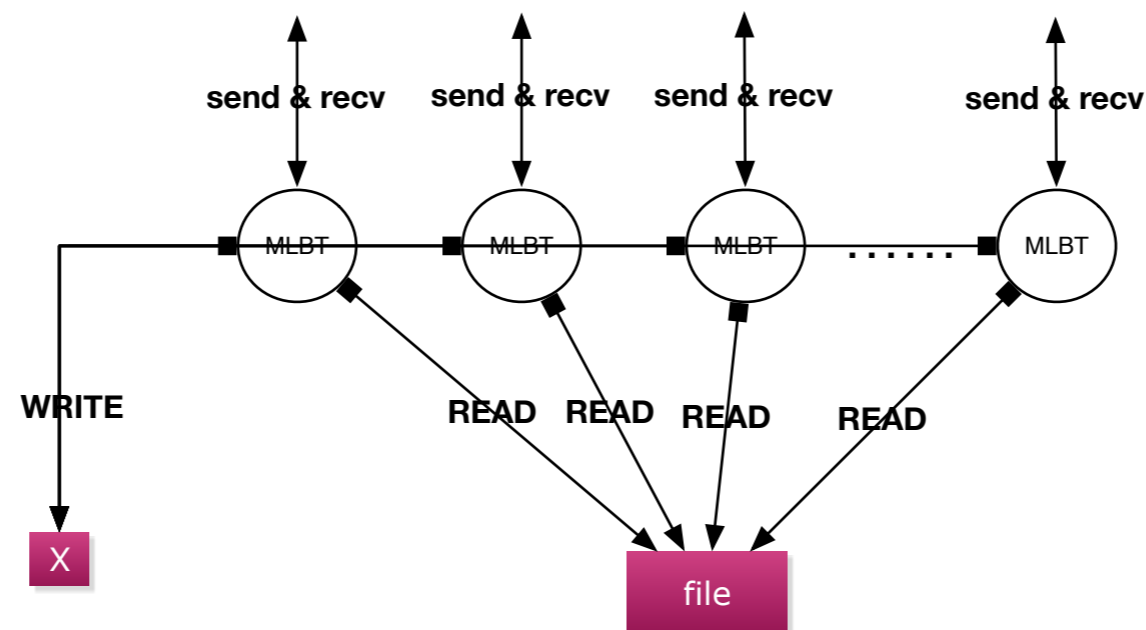 send & recv
send & recv
send & recv
send & recv
MLBT
MLBT
MLBT
......
MLBT
WRITE
READ
READ
READ
READ
X
file